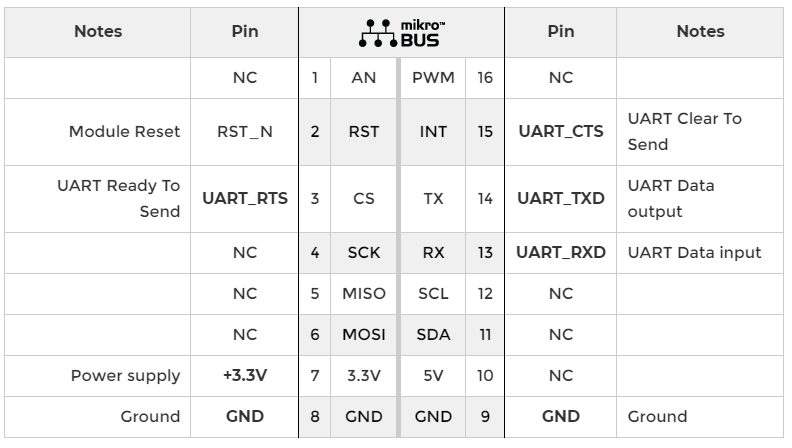 Notes Pin mikro™ BUS Pin Notes
NC 1 AN PWM 16 NC
Module Reset RST_N 2 RST INT 15 UART_CTS UART Clear To
Send
UART Ready To
Send UART_RTS 3 CS TX 14 UART_TXD UART Data
output
NC 4 SCK RX 13 UART_RXD UART Data input
NC 5 MISO SCL 12 NC
NC 6 MOSI SDA 11 NC
Power supply +3.3V 7 3.3V 5V 10 NC
Ground GND 8 GND GND 9 GND Ground